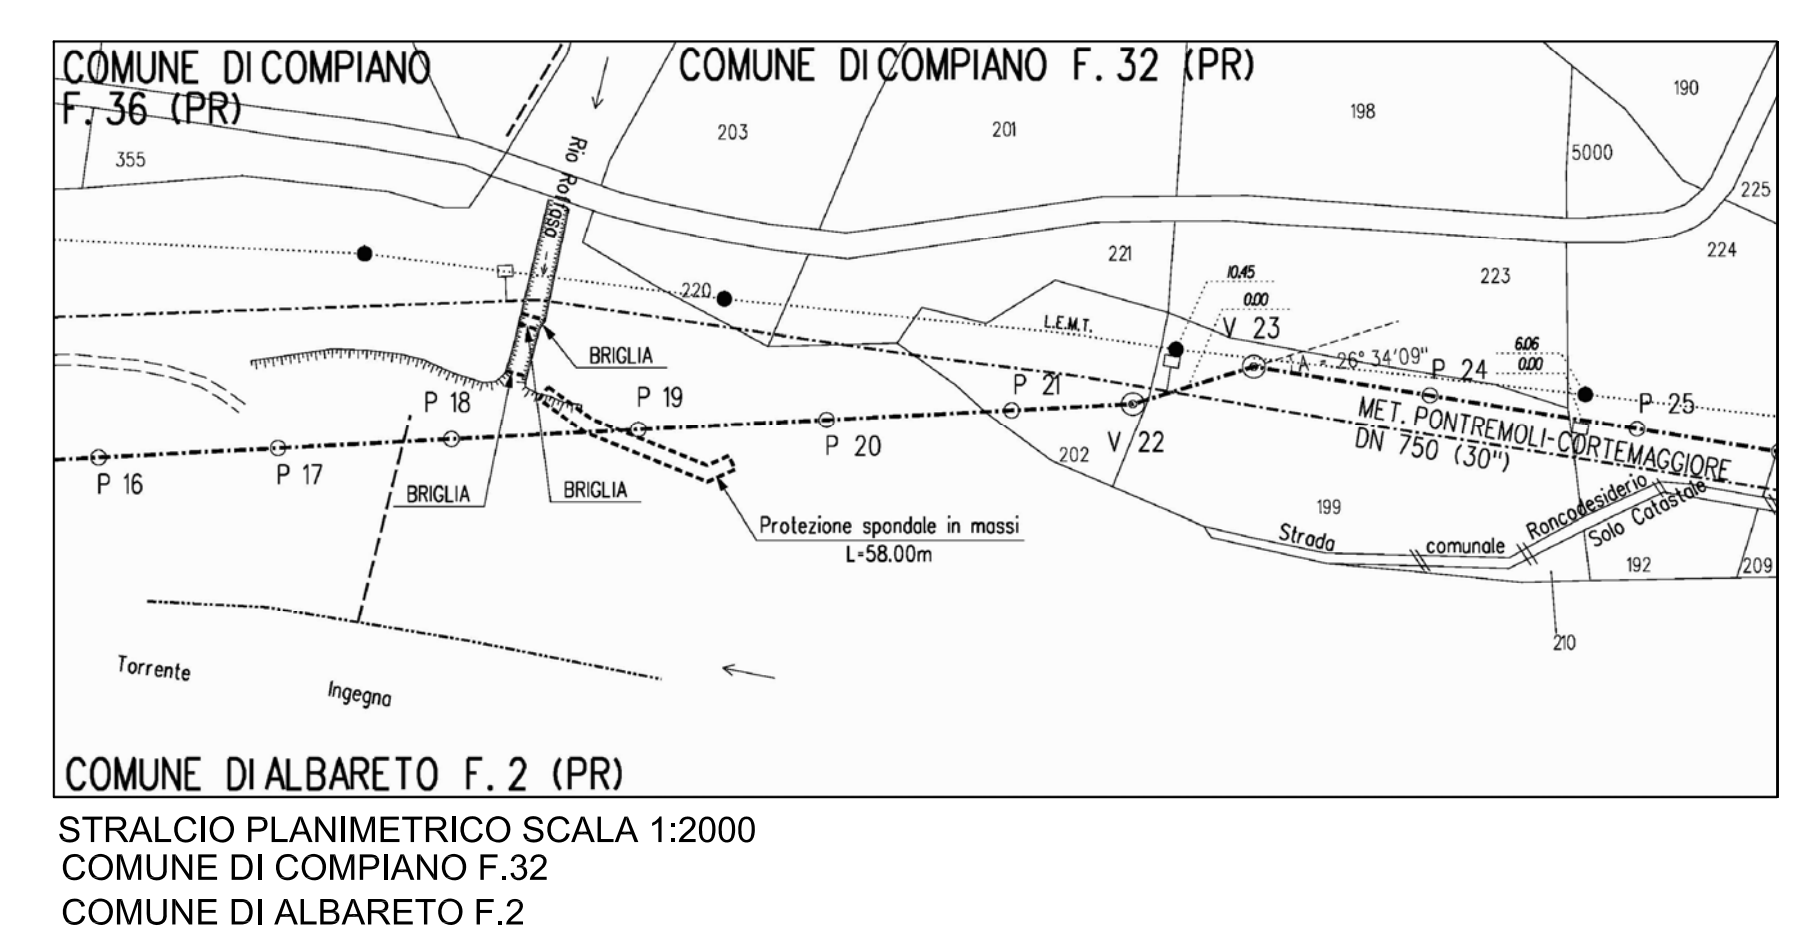 COMUNE DI COMPIANO
F. 36 (PR)
COMUNE DI COMPIANO F. 32 (PR)
190
198
203
201
5000
355
225
224
221
223
10.45
0.00
220
L.E.M.T.
V 23
6.06
0.00
A = 26° 34'09"
BRIGLIA
P 24
P 21
P 18
P 19
P 25
MET. PONTREMOLI-CORTEMAGGIORE
DN 750 (30")
P 20
V 22
202
P 16
P 17
BRIGLIA
BRIGLIA
199
Protezione spondale in massi
L=58.00m
Strada
comunale
Roncodesiderio
Solo Catastale
192
209
210
Torrente
Ingegna
Rio
COMUNE DI ALBARETO F. 2 (PR)
STRALCIO PLANIMETRICO SCALA 1:2000
COMUNE DI COMPIANO F.32
COMUNE DI ALBARETO F.2